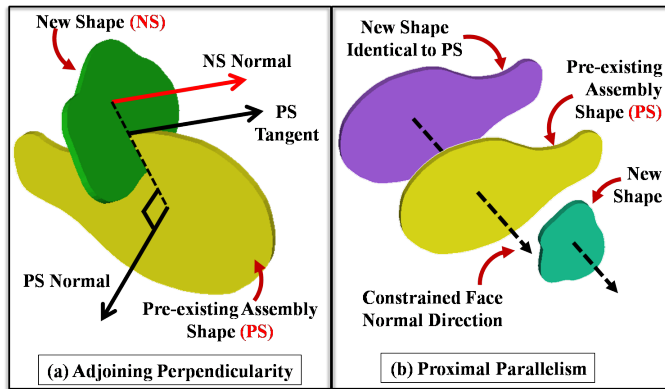 New Shape (NS)
NS Normal
PS
Tangent
PS Normal
Pre-existing Assembly
Shape (PS)
(a) Adjoining Perpendicularity
New Shape
Identical to PS
Pre-existing
Assembly
Shape (PS)
New
Shape
Constrained Face
Normal Direction
(b) Proximal Parallelism